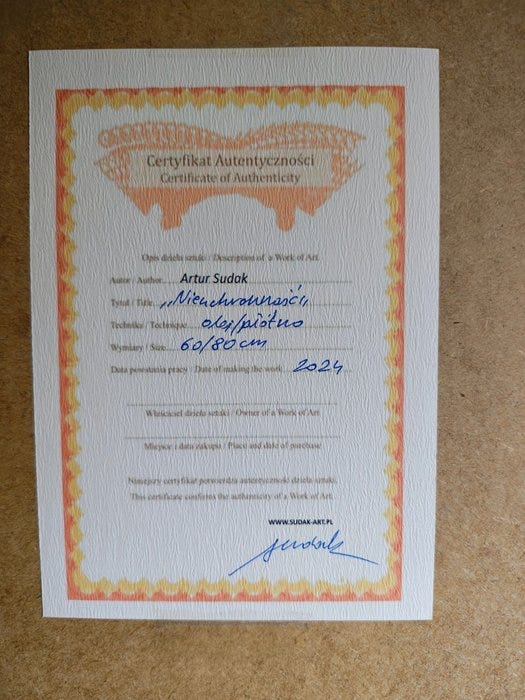 Certyfikat Autentyczności
Certificate of Authenticity
Opis dzieła sztuki / Description of a Work of Art
Autor / Author..... Artur Sudak
Tytuł / Title... „Nieuchronność”
Technika / Technique..... olej/płótno
Wymiary / Size..... 60/80cm
Data powstania pracy / Date of making the work... 2024
Właściciel dzieła sztuki / Owner of a Work of Art
Miejsce i data zakupu / Place and date of purchase
Niniejszy certyfikat potwierdza autentyczność dzieła sztuki.
This certificate confirms the authenticity of a Work of Art.
WWW.SUDAK-ART.PL
Sudak